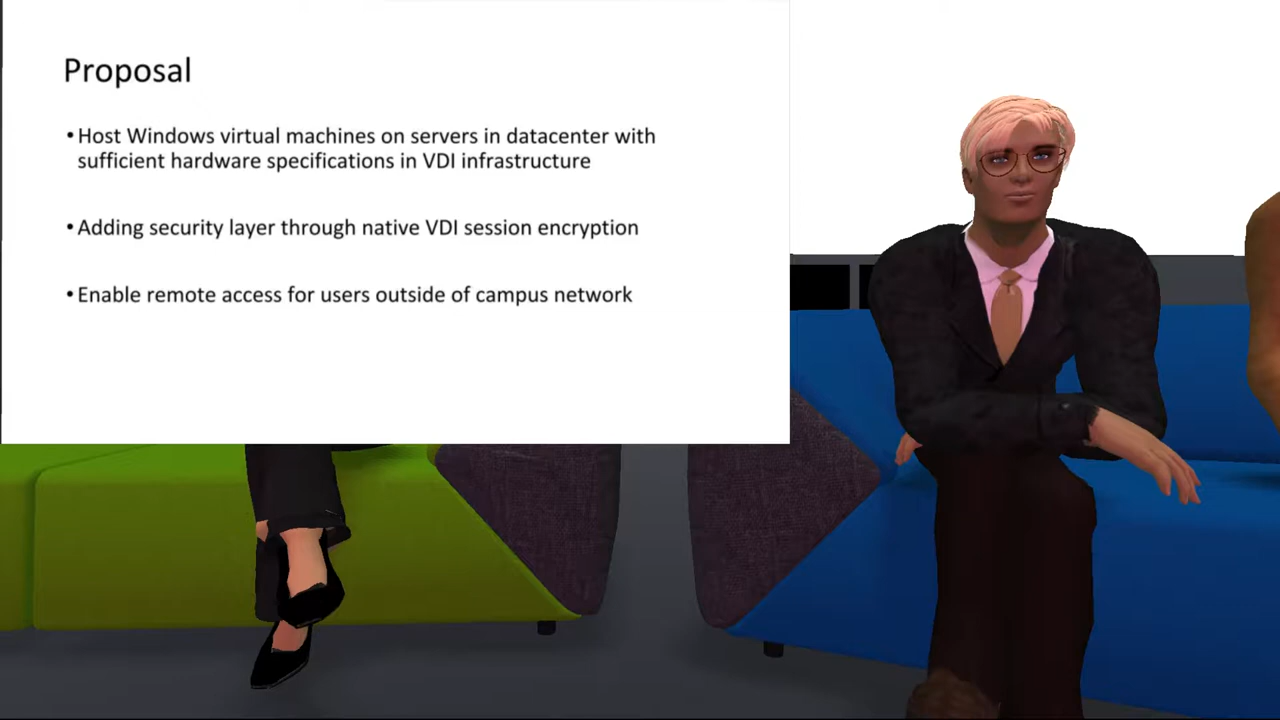 Proposal
•Host Windows virtual machines on servers in datacenter with
sufficient hardware specifications in VDI infrastructure
•Adding security layer through native VDI session encryption
•Enable remote access for users outside of campus network